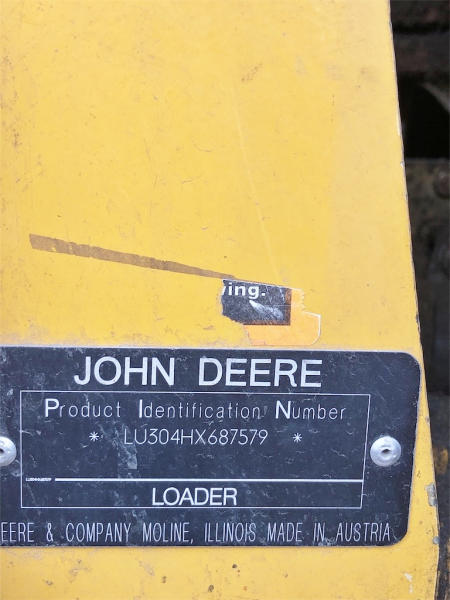 ing.
JOHN DEERE
Product Identification Number
* LU304HX687579 *
LOADER
EERE & COMPANY MOLINE, ILLINOIS MADE IN AUSTRIA